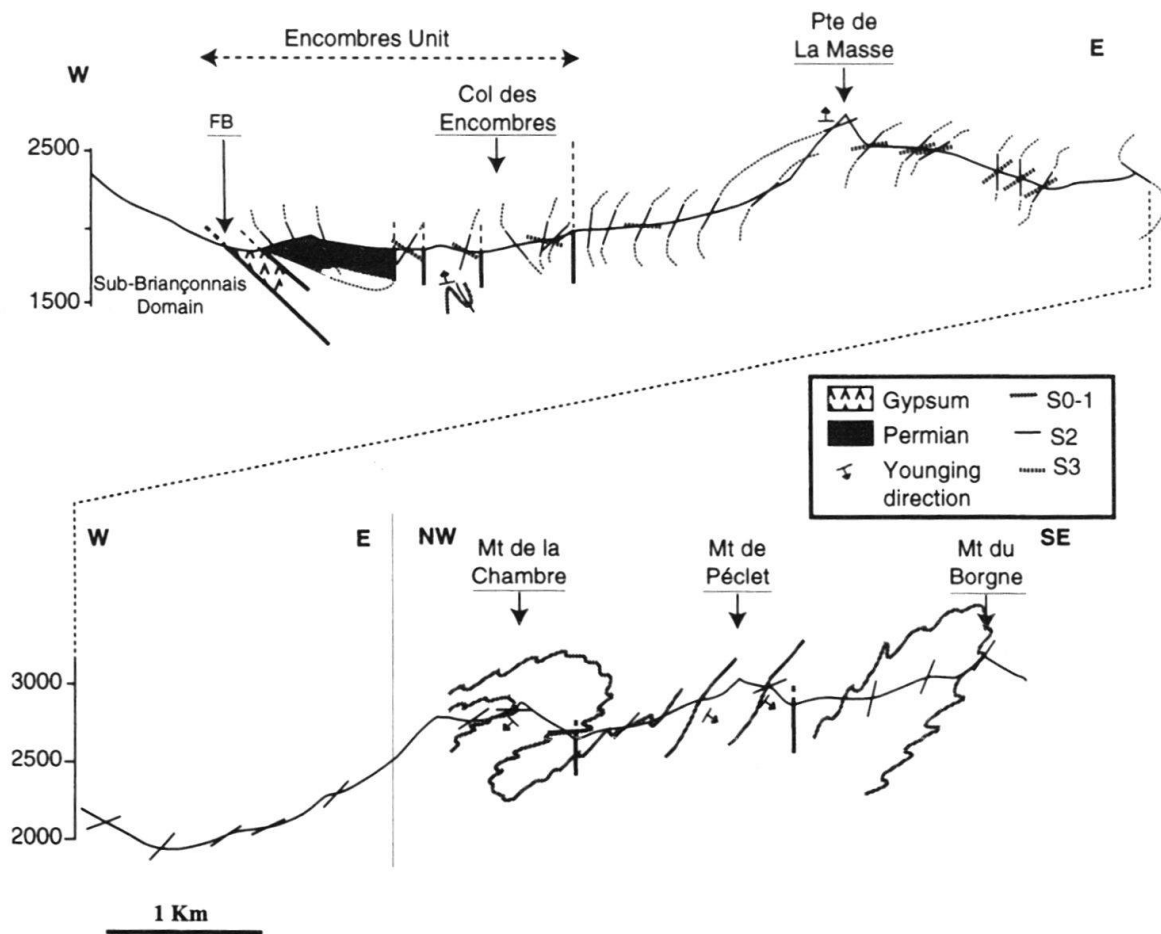 Encombres Unit
Pte de
La Masse
W
E
FB
Col des
Encombres
2500
Sub-Briançonnais
Domain
1500
Gypsum
S0-1
Permian
S2
Younging
direction
S3
W
E
NW
SE
Mt de la
Chambre
Mt de
Péclet
Mt du
Borgne
3000
2500
2000
1 Km